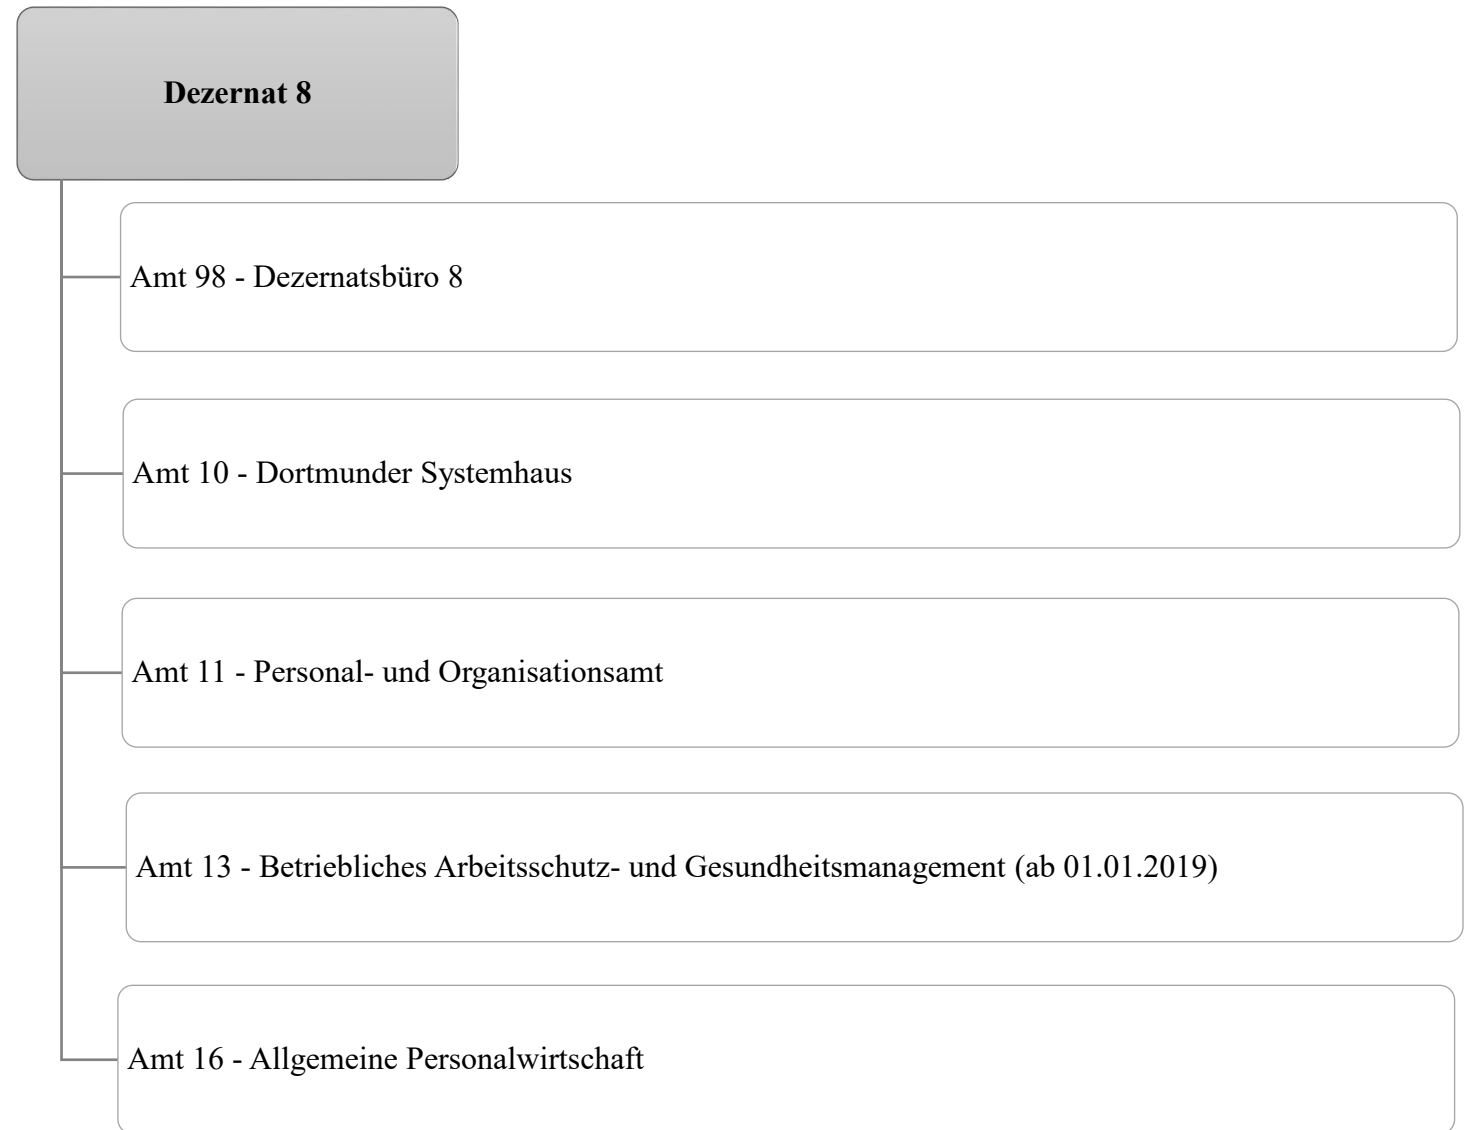 Dezernat 8
Amt 98 - Dezernatsbüro 8
Amt 10 - Dortmunder Systemhaus
Amt 11 - Personal- und Organisationsamt
Amt 13 - Betriebliches Arbeitsschutz- und Gesundheitsmanagement (ab 01.01.2019)
Amt 16 - Allgemeine Personalwirtschaft